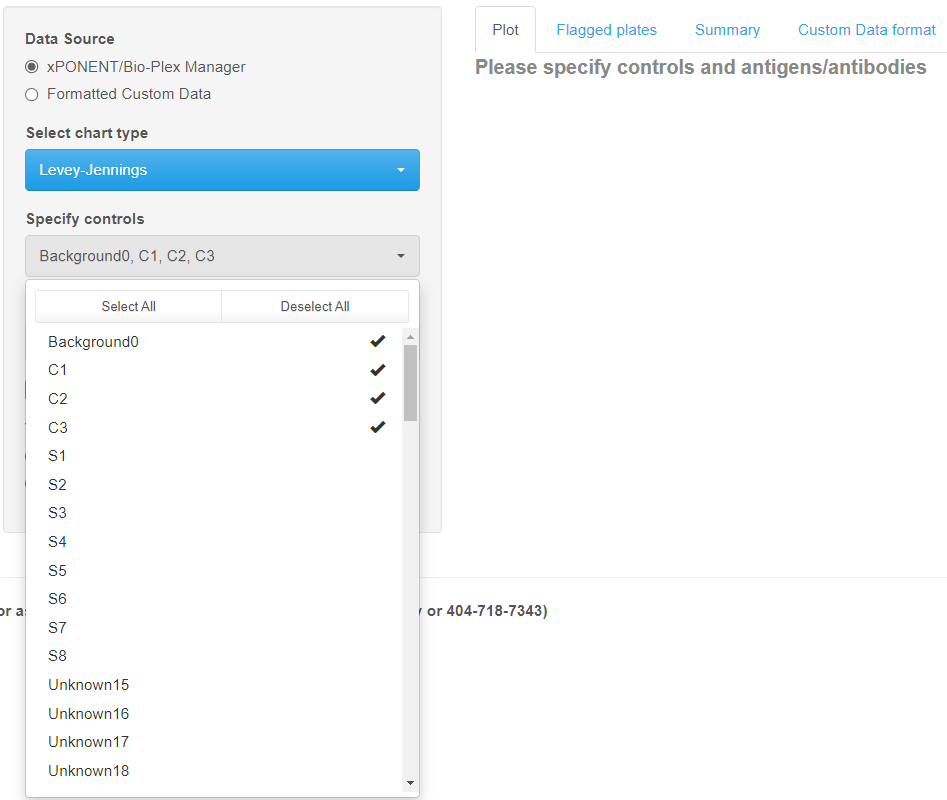 Data Source
xPONENT/Bio-Plex Manager
Formatted Custom Data
Select chart type
Levey-Jennings
Specify controls
Background0, C1, C2, C3
Select All
Deselect All
Background0
C1
C2
C3
S1
S2
S3
S4
S5
S6
S7
S8
Unknown15
Unknown16
Unknown17
Unknown18
Plot
Flagged plates
Summary
Custom Data format
Please specify controls and antigens/antibodies
or 404-718-7343)